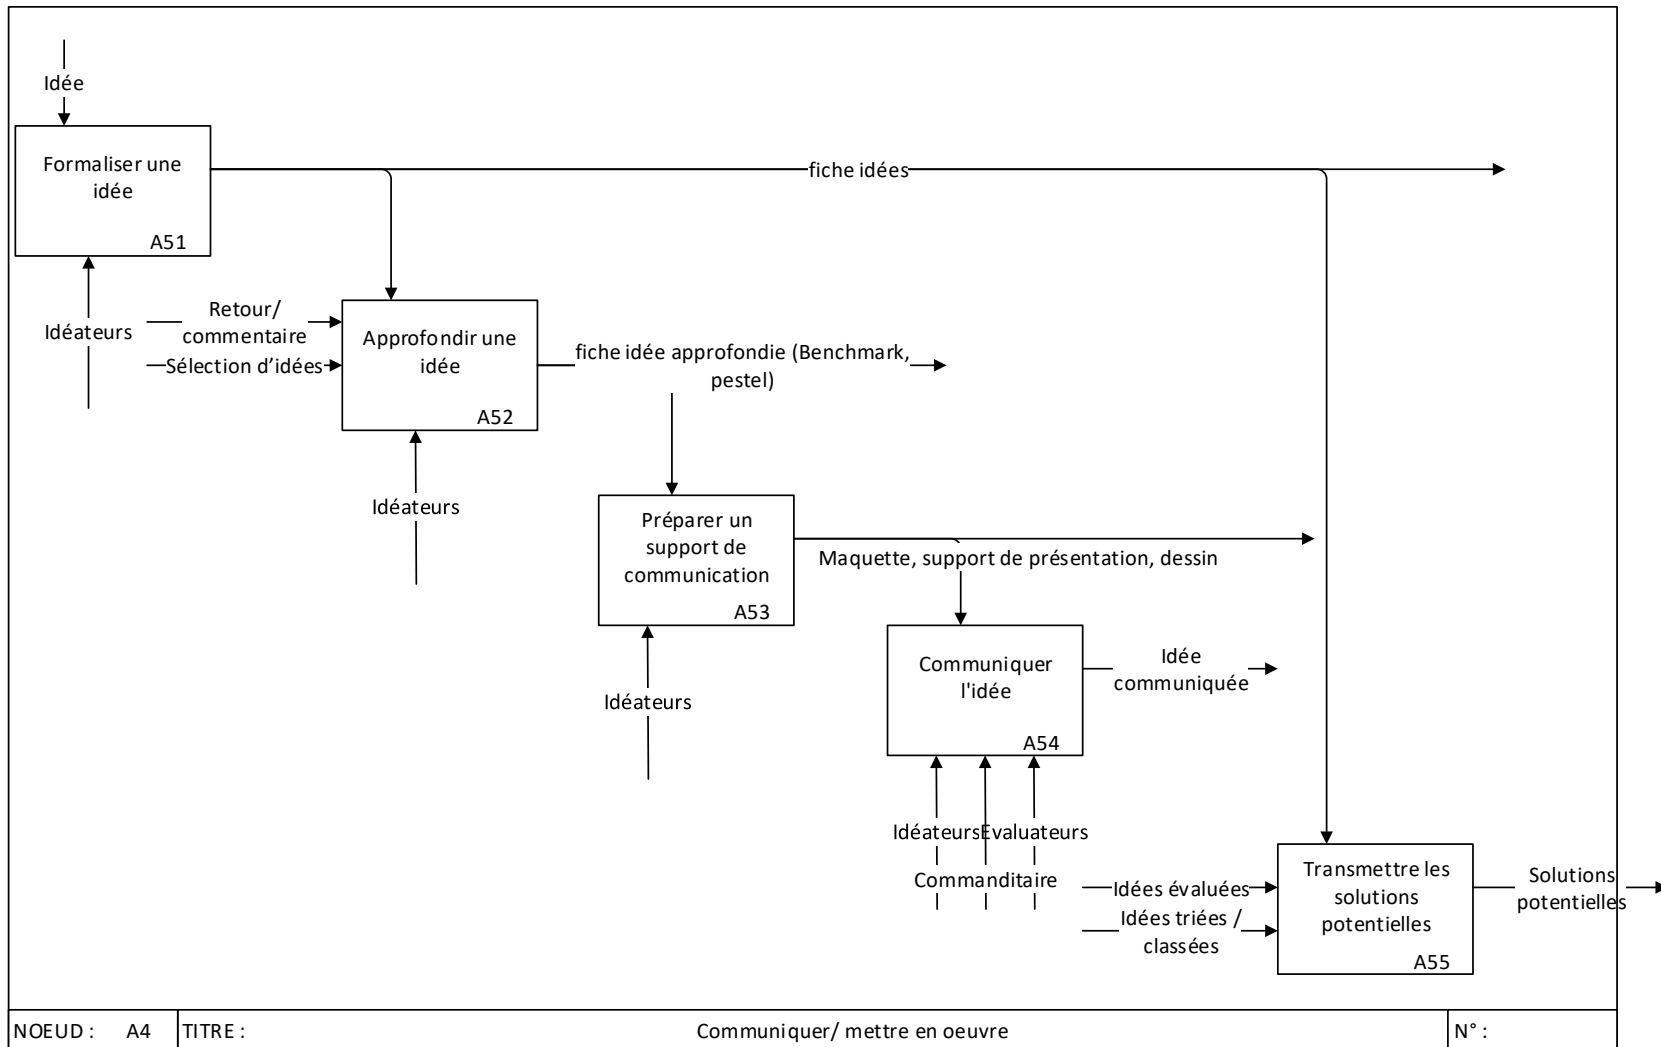 Idée
Formaliser une
idée
A51
fiche idées
Idéateurs
Retour/
commentaire
Sélection d’idées
Approfondir une
idée
A52
fiche idée approfondie (Benchmark,
pestel)
Idéateurs
Préparer un
support de
communication
A53
Maquette, support de présentation, dessin
Idéateurs
Communiquer
l'idée
A54
Idée
communiquée
Idéateurs
Evaluateurs
Commanditaire
Idées évaluées
Idées triées /
classées
Transmettre les
solutions
potentielles
A55
Solutions
potentielles
NOEUD : A4
TITRE :
Communiquer/ mettre en oeuvre
N° :